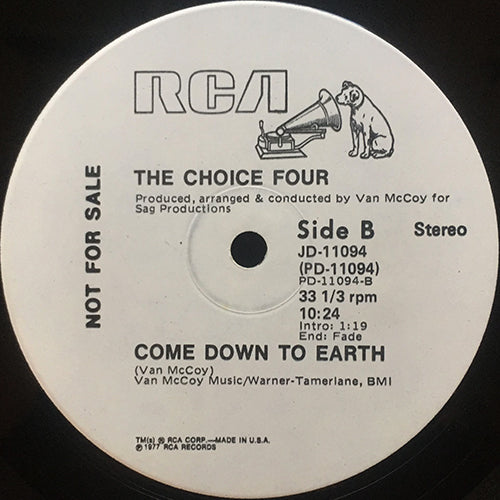 RCA
THE CHOICE FOUR
Produced, arranged & conducted by Van McCoy for
Sag Productions
NOT FOR SALE
Side B
Stereo
JD-11094
(PD-11094)
PD-11094-B
33 1/3 rpm
10:24
Intro: 1:19
End: Fade
COME DOWN TO EARTH
(Van McCoy)
Van McCoy Music/Warner-Tamerlane, BMI
TM(s) ® RCA CORP.—MADE IN U.S.A.
℗ 1977 RCA RECORDS